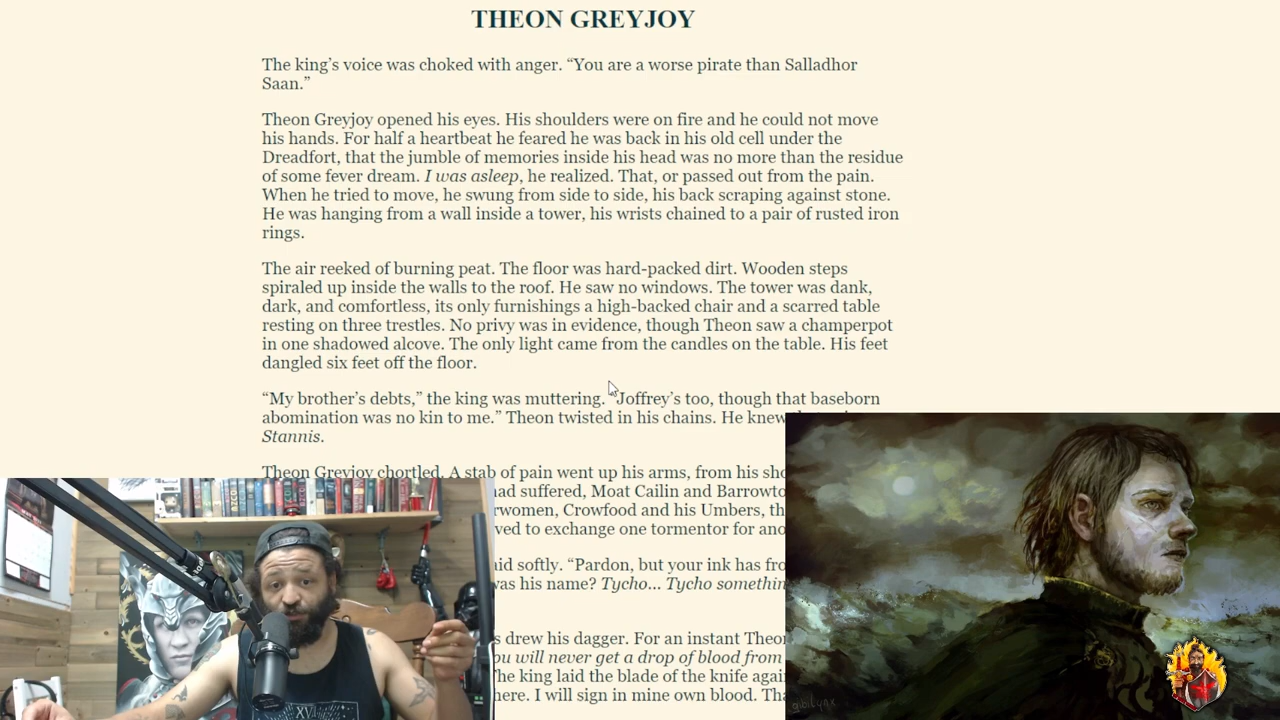 THEON GREYJOY
The king’s voice was choked with anger. “You are a worse pirate than Salladhor
Saan.”
Theon Greyjoy opened his eyes. His shoulders were on fire and he could not move
his hands. For half a heartbeat he feared he was back in his old cell under the
Dreadfort, that the jumble of memories inside his head was no more than the residue
of some fever dream. I was asleep, he realized. That, or passed out from the pain.
When he tried to move, he swung from side to side, his back scraping against stone.
He was hanging from a wall inside a tower, his wrists chained to a pair of rusted iron
rings.
The air reeked of burning peat. The floor was hard-packed dirt. Wooden steps
spiraled up inside the walls to the roof. He saw no windows. The tower was dank,
dark, and comfortless, its only furnishings a high-backed chair and a scarred table
resting on three trestles. No privy was in evidence, though Theon saw a champerpot
in one shadowed alcove. The only light came from the candles on the table. His feet
dangled six feet off the floor.
“My brother’s debts,” the king was muttering. “Joffrey’s too, though that baseborn
abomination was no kin to me.” Theon twisted in his chains. He knew
Stannis.
Theon Greyjoy chortled. A stab of pain went up his arms, from his
had suffered, Moat Cailin and
Crowfood and his Umbers,
to exchange one tormentor for
softly. “Pardon, but your ink has
was his name? Tycho... Tycho
drew his dagger. For an instant
will never get a drop of blood from
The king laid the blade of the knife
here. I will sign in mine own blood.
XVI